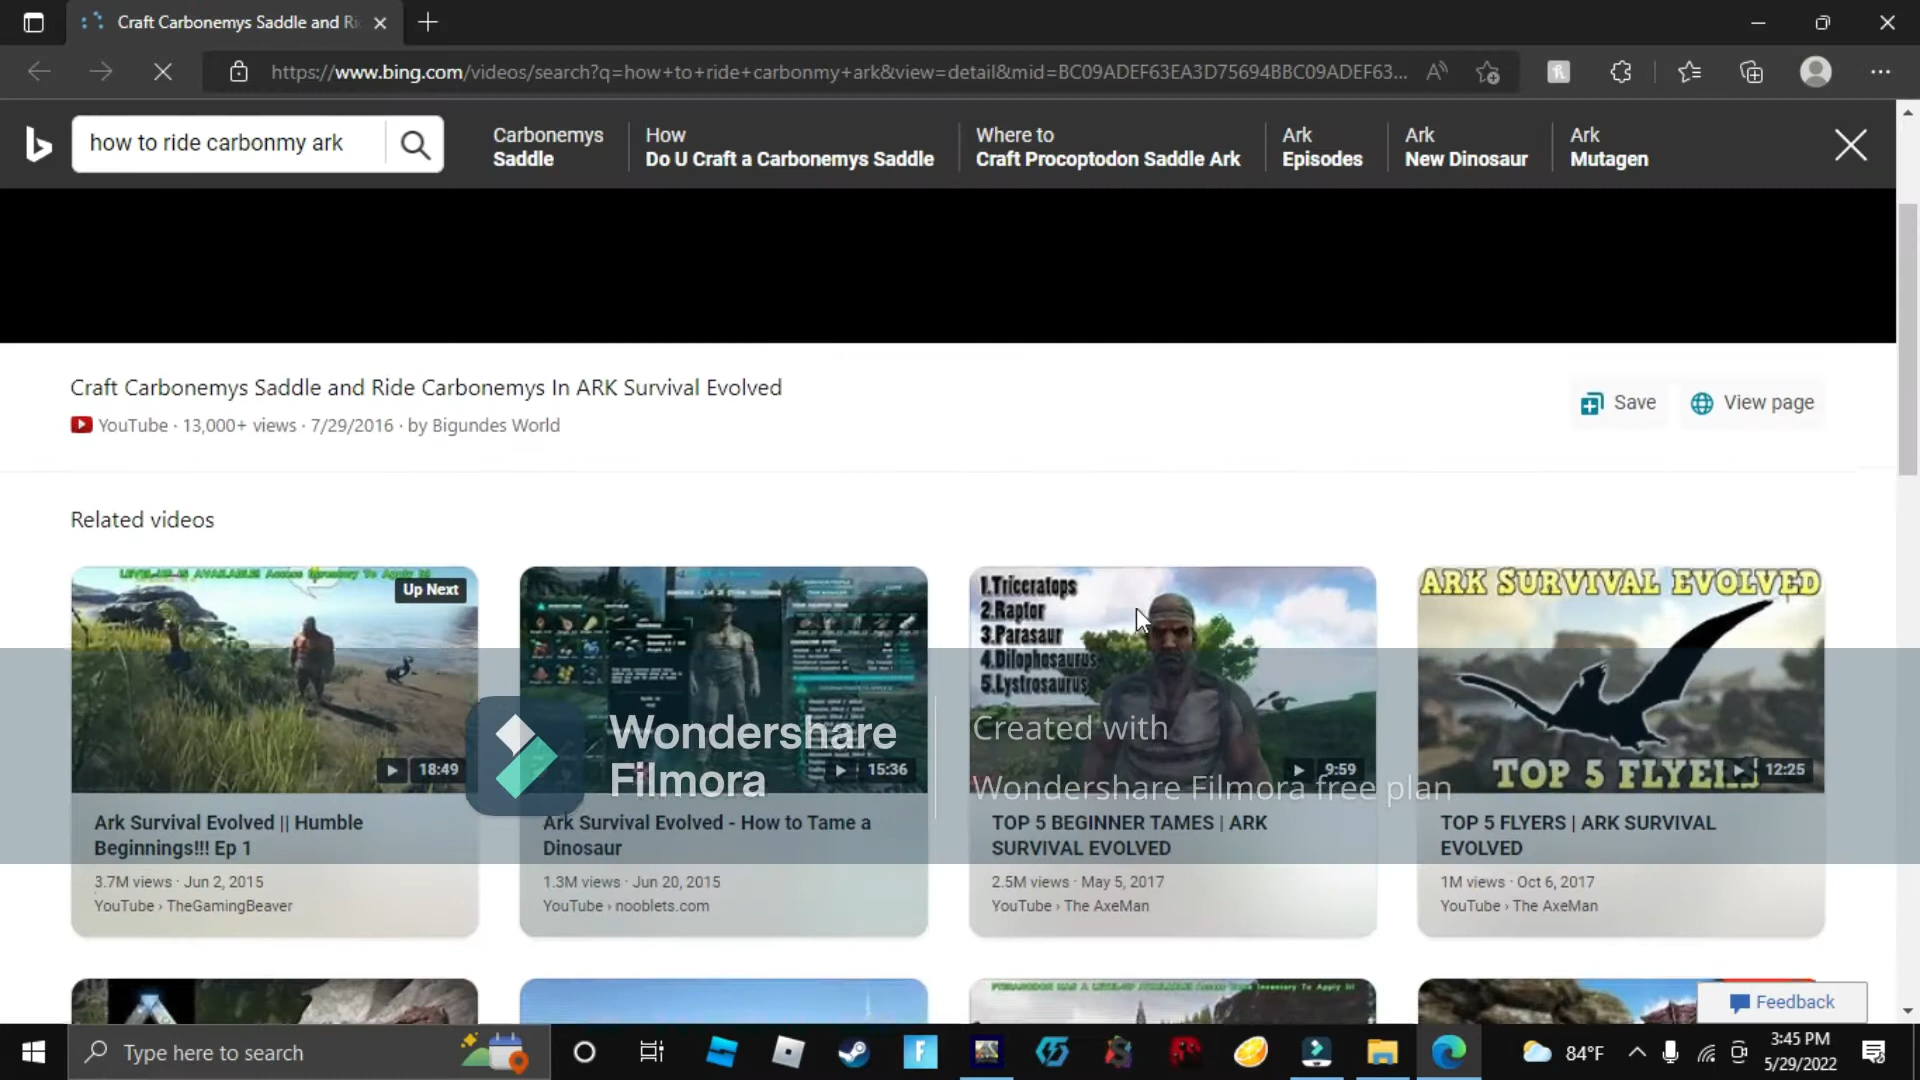 Craft Carbonemys Saddle and Ri
https://www.bing.com/videos/search?q=how+to+ride+carbonmy+ark&view=detail&mid=BC09ADEF63EA3D75694BBC09ADEF63...
how to ride carbonmy ark
Carbonemys
Saddle
How
Do U Craft a Carbonemys Saddle
Where to
Craft Procoptodon Saddle Ark
Ark
Episodes
Ark
New Dinosaur
Ark
Mutagen
Craft Carbonemys Saddle and Ride Carbonemys In ARK Survival Evolved
YouTube · 13,000+ views · 7/29/2016 · by Bigundes World
Save
View page
Related videos
Up Next
18:49
Ark Survival Evolved || Humble
Beginnings!!! Ep 1
3.7M views · Jun 2, 2015
YouTube › TheGamingBeaver
15:36
Ark Survival Evolved - How to Tame a
Dinosaur
1.3M views · Jun 20, 2015
YouTube › nooblets.com
1.Triceratops
2.Raptor
3.Parasaur
4.Dilophosaurus
5.Lystrosaurus
9:59
TOP 5 BEGINNER TAMES | ARK
SURVIVAL EVOLVED
2.5M views · May 5, 2017
YouTube › The AxeMan
ARK SURVIVAL EVOLVED
TOP 5 FLYERS
12:25
TOP 5 FLYERS | ARK SURVIVAL
EVOLVED
1M views · Oct 6, 2017
YouTube › The AxeMan
Wondershare
Filmora
Created with
Wondershare Filmora free plan
Feedback
Type here to search
84°F
3:45 PM
5/29/2022